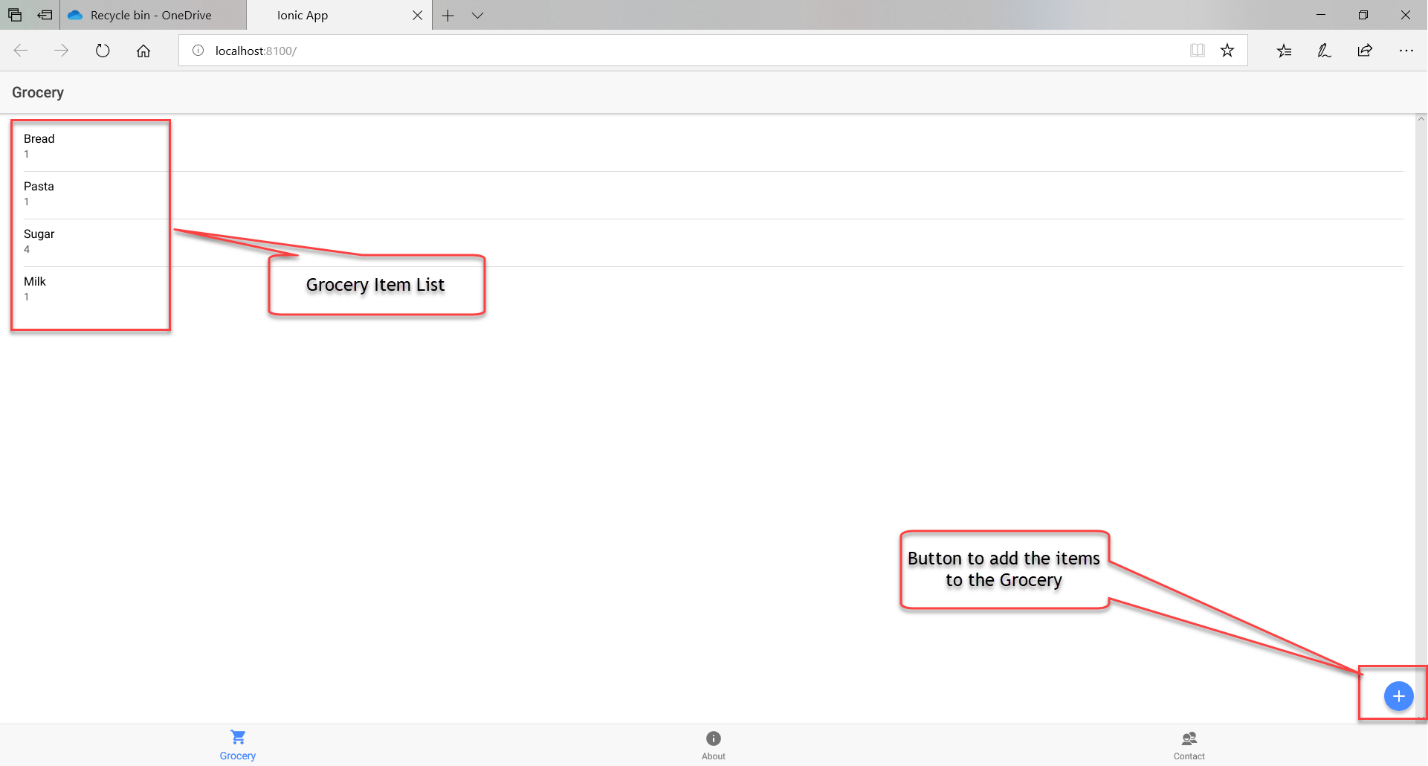 Recycle bin - OneDrive
Ionic App
localhost:8100/
Grocery
Bread
1
Pasta
1
Sugar
4
Milk
1
Grocery Item List
Button to add the items
to the Grocery
Grocery
About
Contact